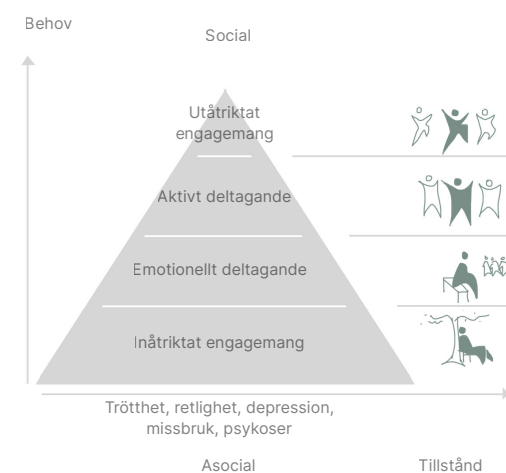 Behov
Social
Utåtriktat
engagemang
Aktivt deltagande
Emotionellt deltagande
Inåtriktat engagemang
Trötthet, retlighet, depression,
missbruk, psykoser
Asocial
Tillstånd